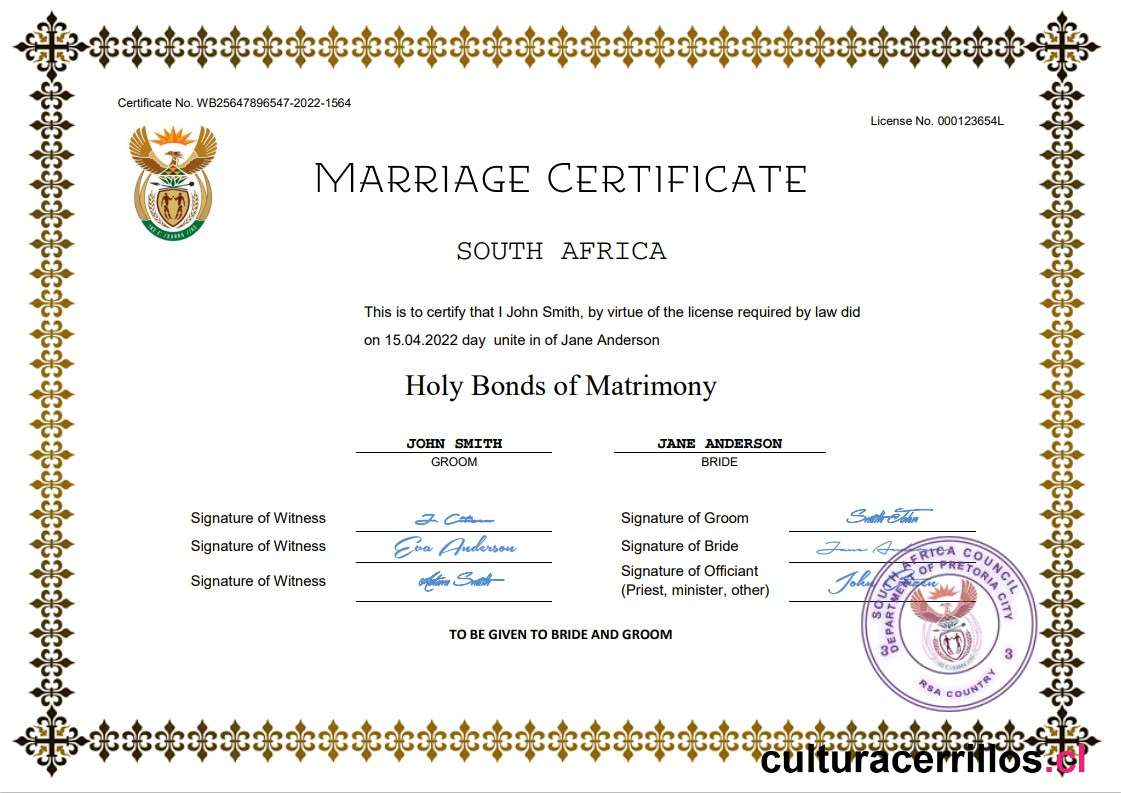 Certificate No. WB25647896547-2022-1564
License No. 000123654L
MARRIAGE CERTIFICATE
SOUTH AFRICA
This is to certify that I John Smith, by virtue of the license required by law did
on 15.04.2022 day unite in of Jane Anderson
Holy Bonds of Matrimony
JOHN SMITH
GROOM
JANE ANDERSON
BRIDE
Signature of Witness
Signature of Witness Eva Anderson
Signature of Witness
Signature of Groom Smith John
Signature of Bride Jane
Signature of Officiant John
(Priest, minister, other)
TO BE GIVEN TO BRIDE AND GROOM
SOUTH AFRICA COUNCIL
DEPARTMENT OF PRETORIA CITY
3 3
RSA COUNTRY
culturacerrillos.cl